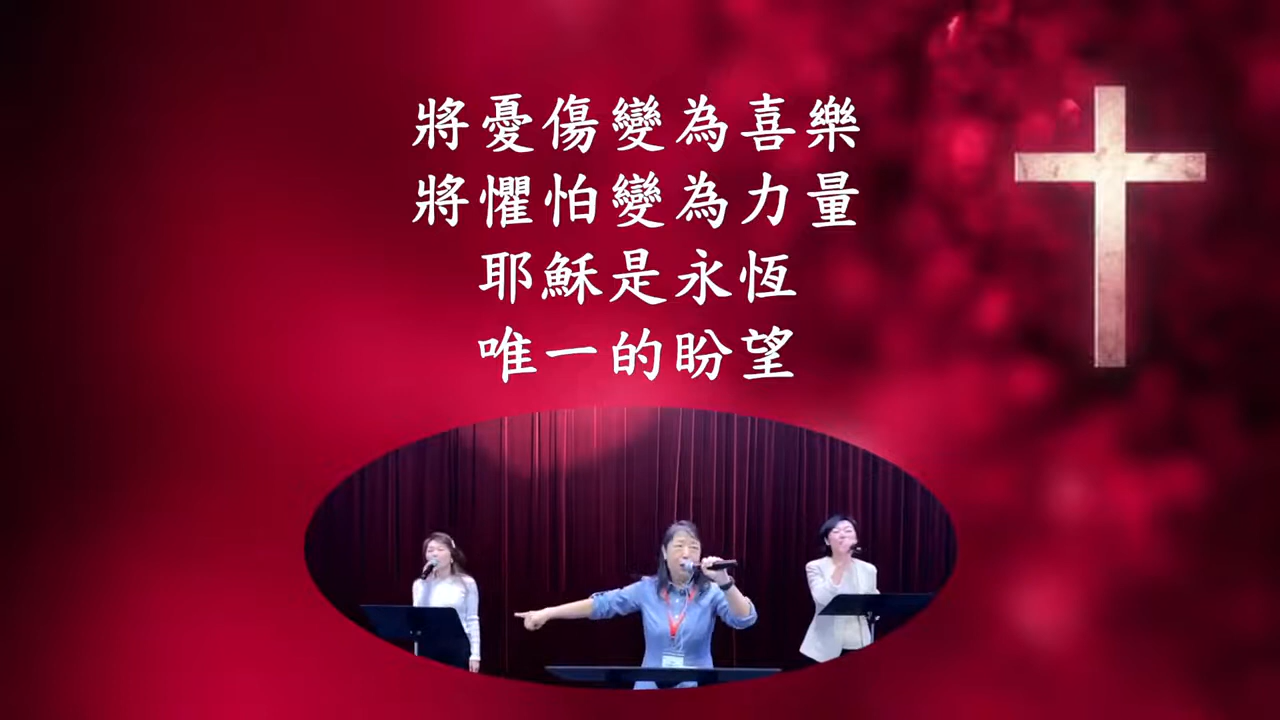 將憂傷變為喜樂
將懼怕變為力量
耶穌是永恆
唯一的盼望